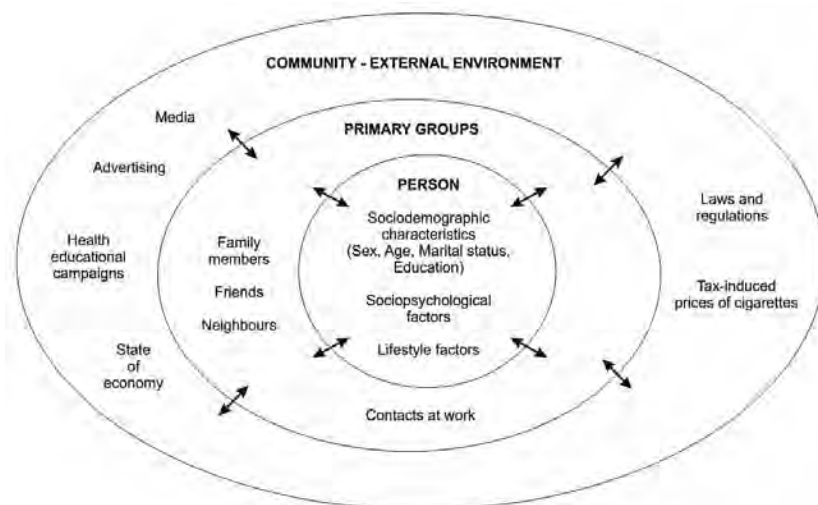 COMMUNITY - EXTERNAL ENVIRONMENT
Media
PRIMARY GROUPS
Advertising
PERSON
Sociodemographic
characteristics
(Sex, Age, Marital status,
Education)
Laws and
regulations
Health
educational
campaigns
Family
members
Friends
Neighbours
Sociopsychological
factors
Tax-induced
prices of cigarettes
State
of
economy
Lifestyle factors
Contacts at work